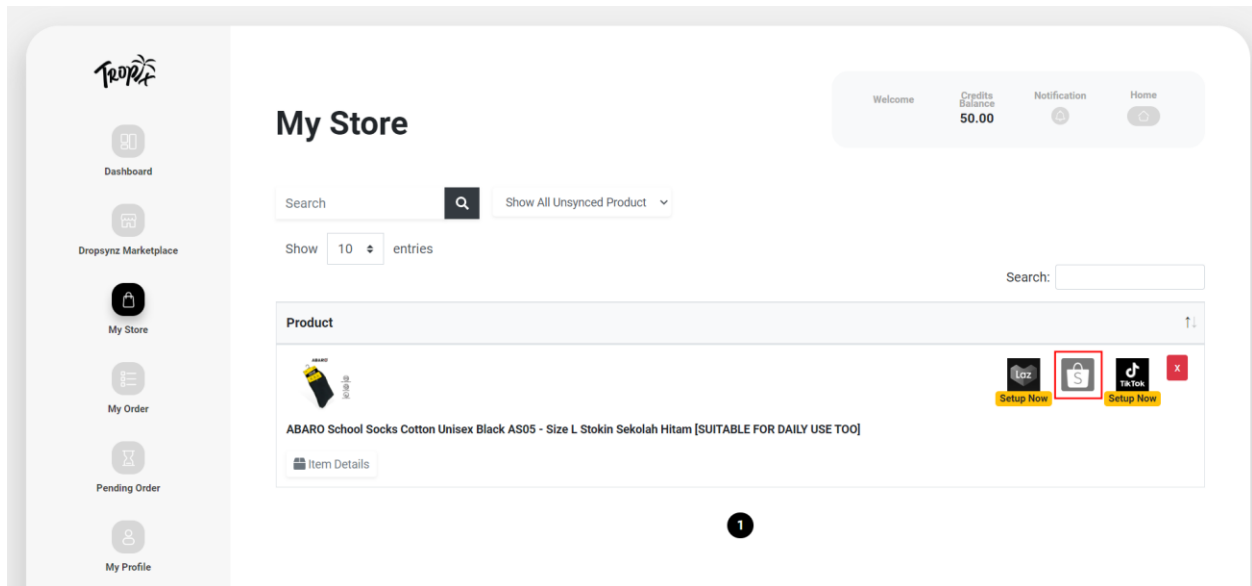 TROPIX
Welcome
Credits
Balance
50.00
Notification
Home
My Store
Dashboard
Search
Show All Unsynced Product
Dropsynz Marketplace
Show 10 entries
Search:
My Store
Product
ABARO
Laz
Setup Now
S
TikTok
Setup Now
X
My Order
ABARO School Socks Cotton Unisex Black AS05 - Size L Stokin Sekolah Hitam [SUITABLE FOR DAILY USE TOO]
Item Details
Pending Order
1
My Profile